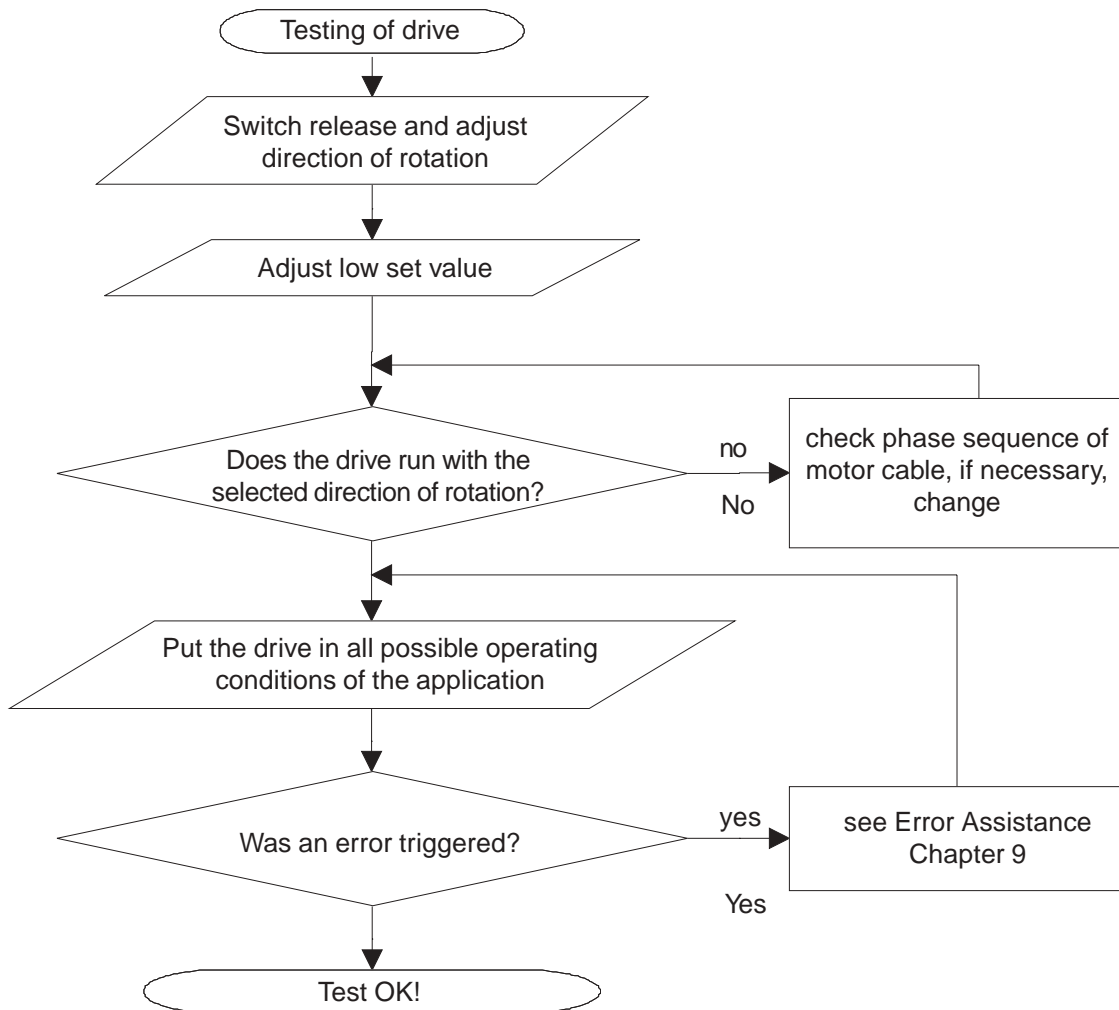 Testing of drive
Switch release and adjust
direction of rotation
Adjust low set value
Does the drive run with the
selected direction of rotation?
no
No
check phase sequence of
motor cable, if necessary,
change
Put the drive in all possible operating
conditions of the application
Was an error triggered?
yes
Yes
see Error Assistance
Chapter 9
Test OK!